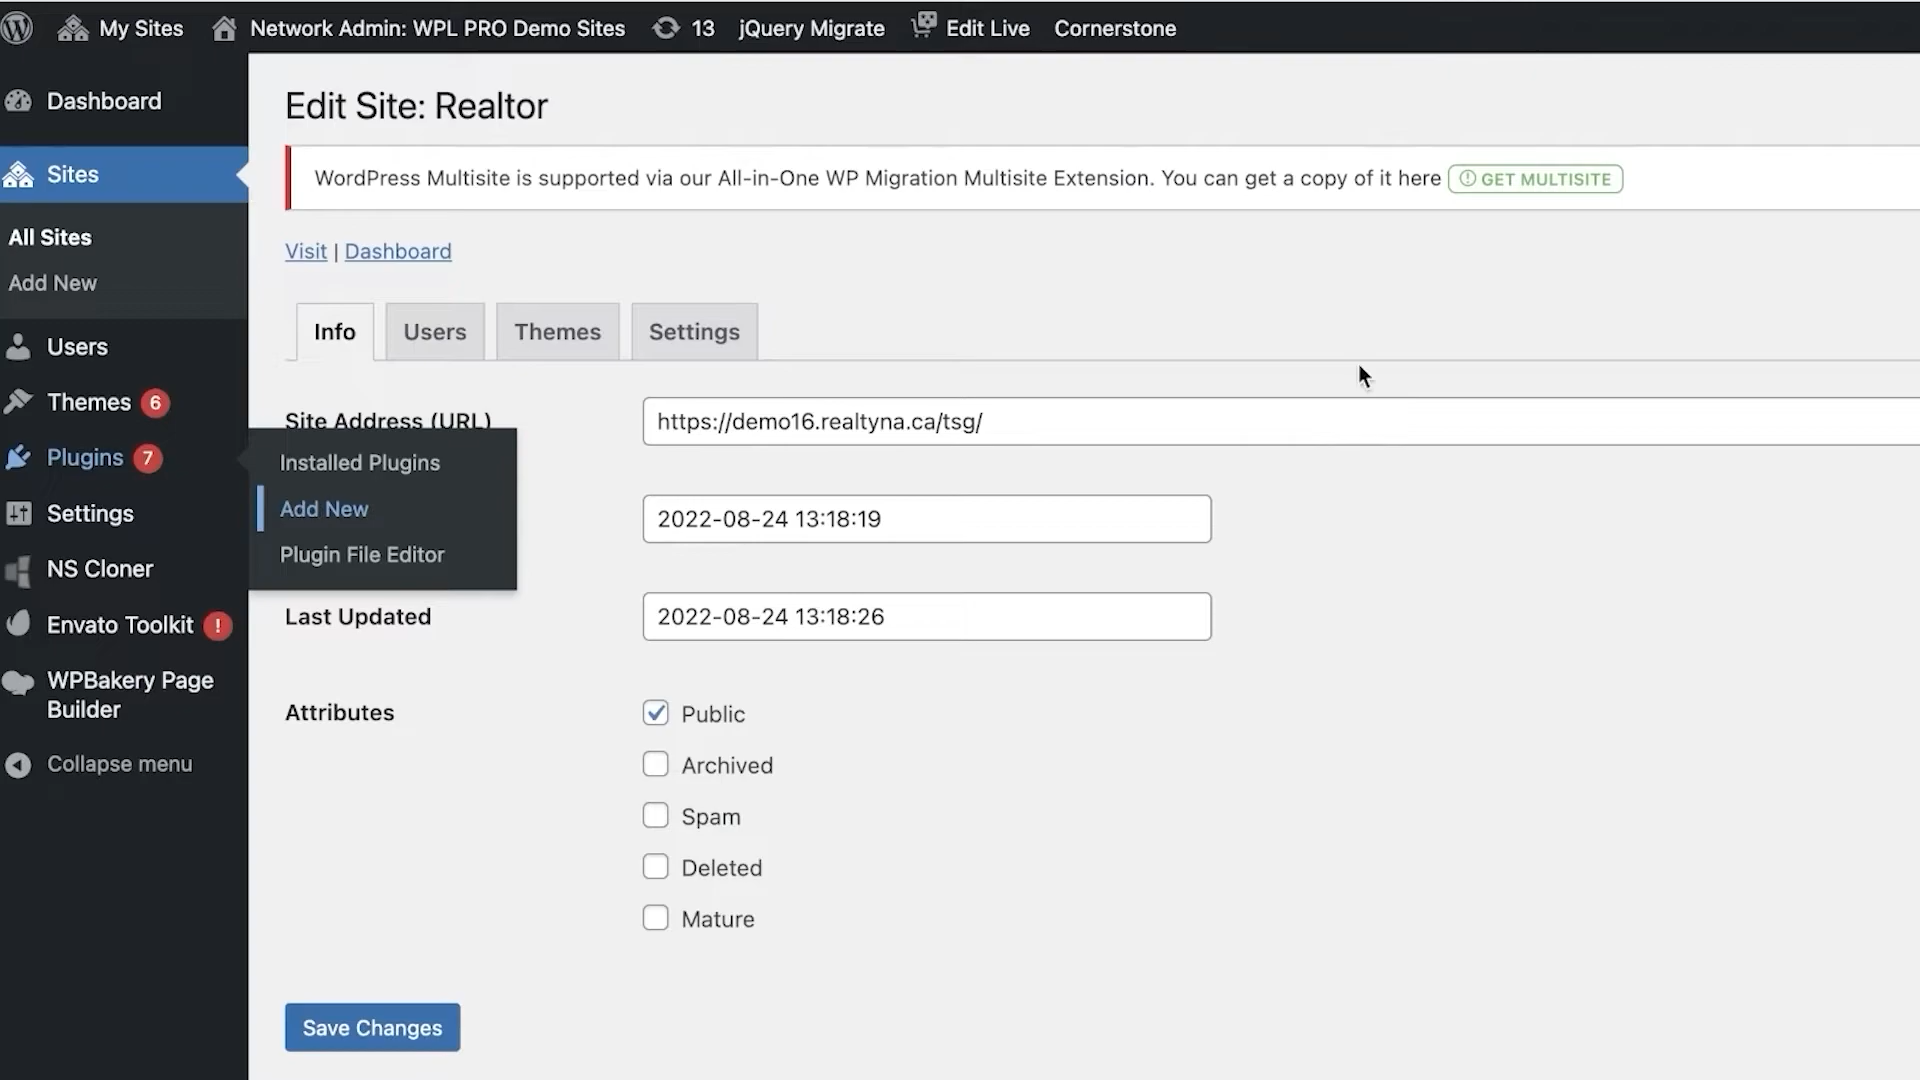 My Sites
Network Admin: WPL PRO Demo Sites
13
jQuery Migrate
Edit Live
Cornerstone
Dashboard
Sites
All Sites
Add New
Users
Themes 6
Plugins 7
Settings
NS Cloner
Envato Toolkit !
WPBakery Page
Builder
Collapse menu
Installed Plugins
Add New
Plugin File Editor
Edit Site: Realtor
WordPress Multisite is supported via our All-in-One WP Migration Multisite Extension. You can get a copy of it here GET MULTISITE
Visit | Dashboard
Info Users Themes Settings
Site Address (URL) https://demo16.realtyna.ca/tsg/
2022-08-24 13:18:19
Last Updated 2022-08-24 13:18:26
Attributes Public
Archived
Spam
Deleted
Mature
Save Changes